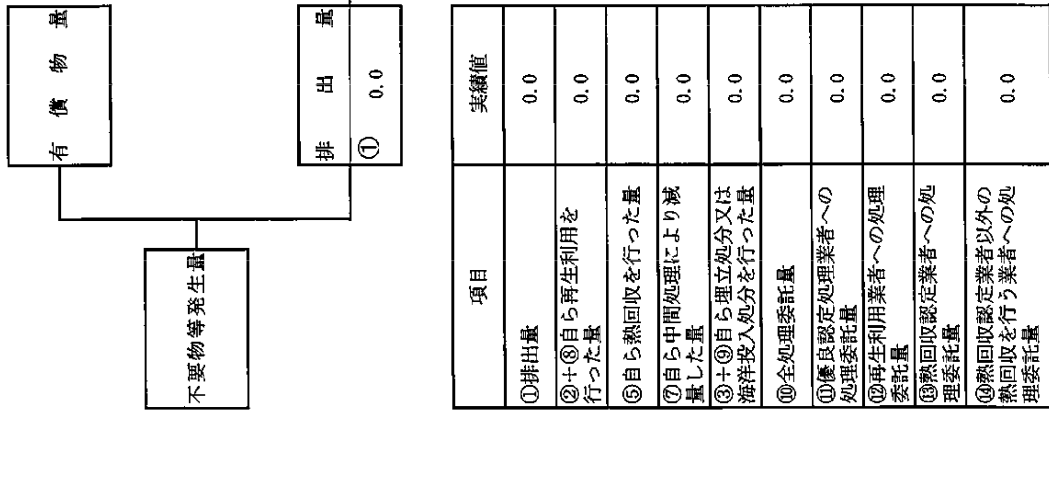 有償物量
不要物等発生量
排出量
① 0.0
項目 実績値
①排出量 0.0
②+⑧自ら再生利用を
行った量 0.0
⑤自ら熱回収を行った量 0.0
⑦自ら中間処理により減
量した量 0.0
③+⑨自ら埋立処分又は
海洋投入処分を行った量 0.0
⑩全処理委託量 0.0
⑪優良認定処理業者への
処理委託量 0.0
⑫再生利用業者への処理
委託量 0.0
⑬熱回収認定業者への処
理委託量 0.0
⑭熱回収認定業者以外の
熱回収を行う業者への処
理委託量 0.0